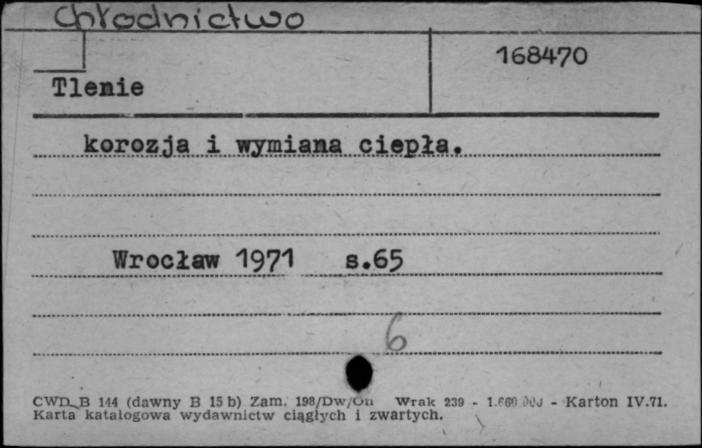 Chłodnictwo
168470
Tlenie
korozja i wymiana ciepła.
Wrocław 1971 s.65
6
CWD B 144 (dawny B 15 b) Zam. 198/Dw/On Wrak 239 - - Karton IV.71.
Karta katalogowa wydawnictw ciągłych i zwartych.